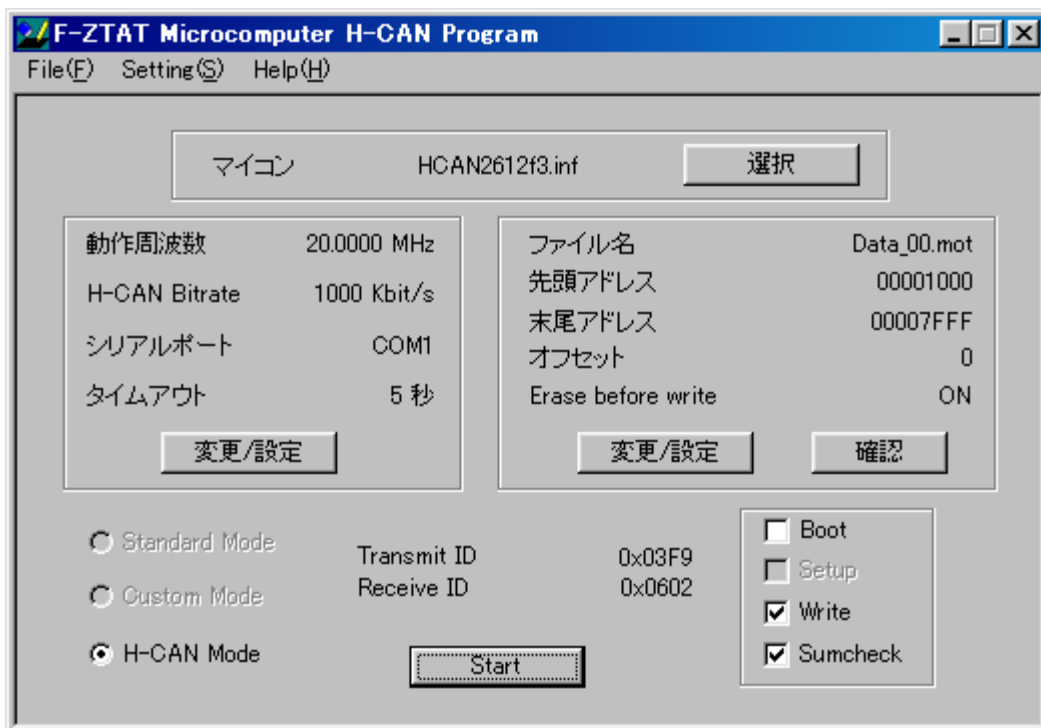 F-ZTAT Microcomputer H-CAN Program
File(F) Setting(S) Help(H)
マイコン HCAN2612f3.inf 選択
動作周波数 20.0000 MHz
H-CAN Bitrate 1000 Kbit/s
シリアルポート COM1
タイムアウト 5 秒
変更/設定
ファイル名 Data_00.mot
先頭アドレス 00001000
末尾アドレス 00007FFF
オフセット 0
Erase before write ON
変更/設定 確認
Standard Mode
Custom Mode
H-CAN Mode
Transmit ID 0x03F9
Receive ID 0x0602
Start
Boot
Setup
Write
Sumcheck